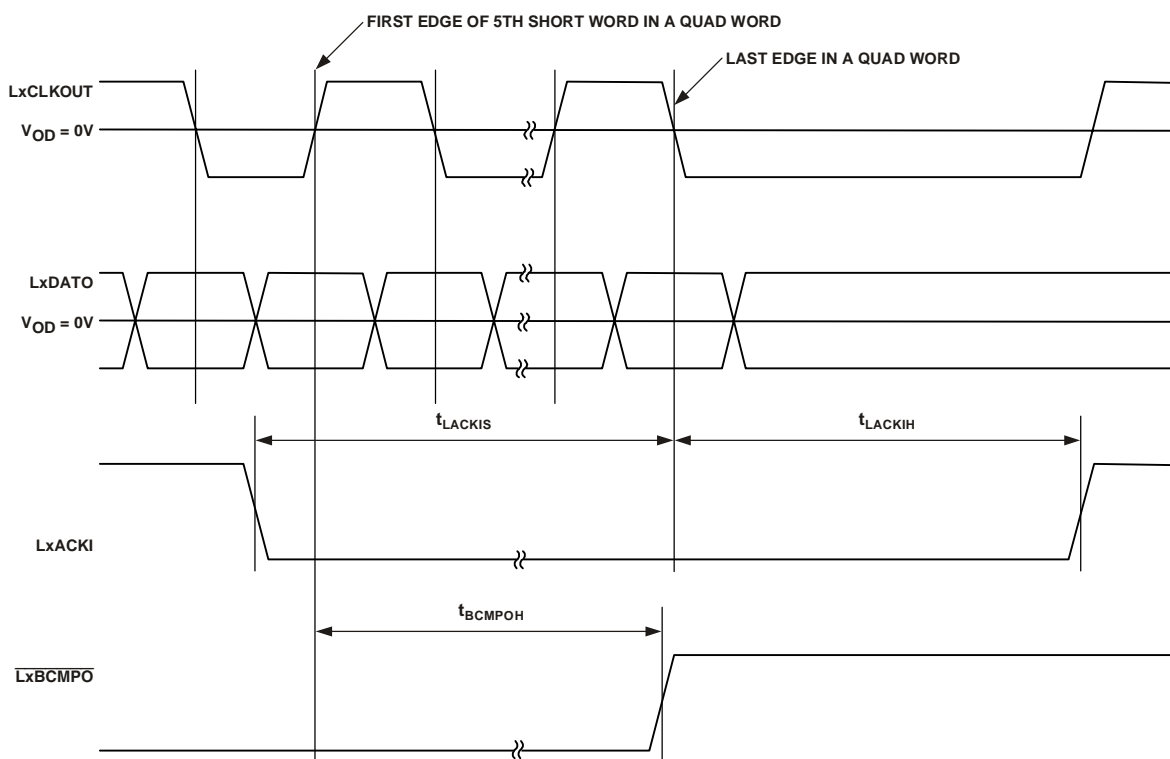 FIRST EDGE OF 5TH SHORT WORD IN A QUAD WORD
LAST EDGE IN A QUAD WORD
LxCLKOUT
VOD = 0V
LxDATO
VOD = 0V
tLACKIS
tLACKIH
LxACKI
tBCMPOH
LxBCMPO